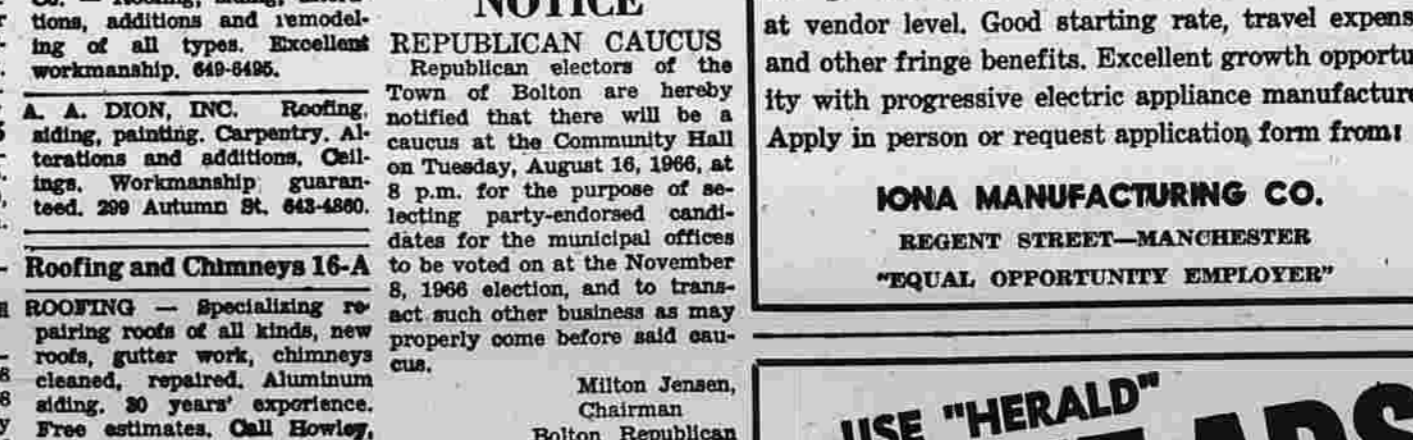 tions, additions and remodel-
ing of all types. Excellent
workmanship. 649-6495.
A. A. DION, INC. Roofing,
siding, painting. Carpentry. Al-
terations and additions. Ceil-
ings. Workmanship guaran-
teed. 299 Autumn St. 643-4860.
Roofing and Chimneys 16-A
ROOFING — Specializing re-
pairing roofs of all kinds, new
roofs, gutter work, chimneys
cleaned, repaired. Aluminum
siding. 30 years' experience.
Free estimates. Call Howley,
NOTICE
REPUBLICAN CAUCUS
Republican electors of the
Town of Bolton are hereby
notified that there will be a
caucus at the Community Hall
on Tuesday, August 16, 1966, at
8 p.m. for the purpose of se-
lecting party-endorsed candi-
dates for the municipal offices
to be voted on at the November
8, 1966 election, and to trans-
act such other business as may
properly come before said cau-
cus.
Milton Jensen,
Chairman
Bolton Republican
at vendor level. Good starting rate, travel expens
and other fringe benefits. Excellent growth opportu
ity with progressive electric appliance manufacture
Apply in person or request application form from:
IONA MANUFACTURING CO.
REGENT STREET—MANCHESTER
"EQUAL OPPORTUNITY EMPLOYER"
USE "HERALD"